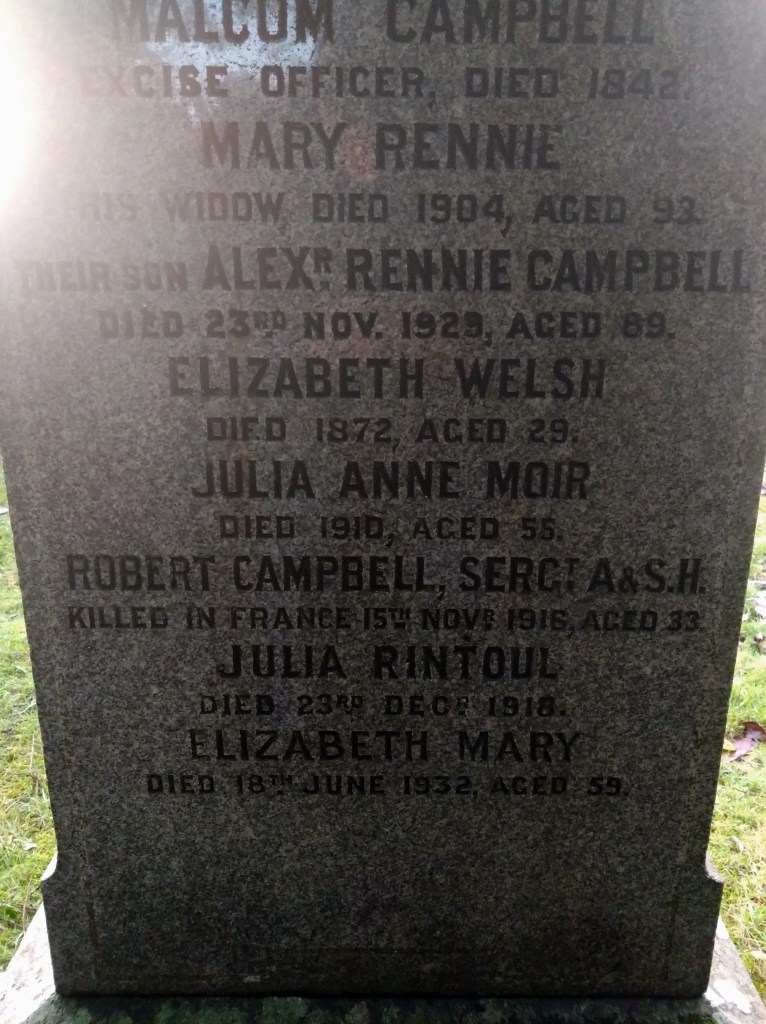 MALCOM CAMPBELL
EXCISE OFFICER, DIED 1842.
MARY RENNIE
HIS WIDOW DIED 1904, AGED 93.
THEIR SON ALEXR. RENNIE CAMPBELL
DIED 23RD NOV. 1929, AGED 89.
ELIZABETH WELSH
DIED 1872, AGED 29.
JULIA ANNE MOIR
DIED 1910, AGED 55.
ROBERT CAMPBELL, SERGT A&S.H.
KILLED IN FRANCE 15TH NOVR 1916, AGED 33.
JULIA RINTOUL
DIED 23RD DECR 1918.
ELIZABETH MARY
DIED 18TH JUNE 1932, AGED 59.